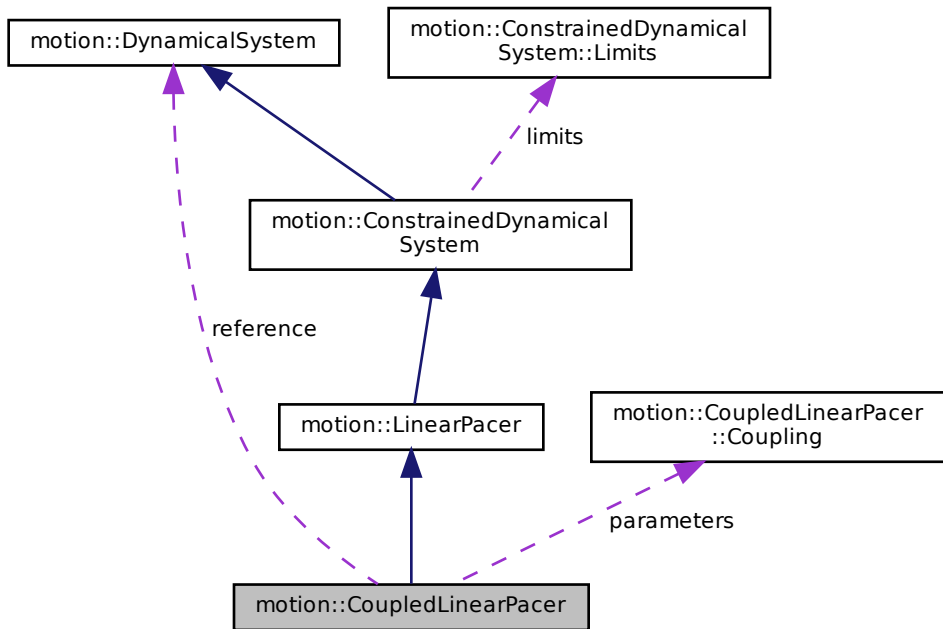 motion::DynamicalSystem
motion::ConstrainedDynamical
System::Limits
limits
motion::ConstrainedDynamical
System
reference
motion::LinearPacer
motion::CoupledLinearPacer
::Coupling
parameters
motion::CoupledLinearPacer